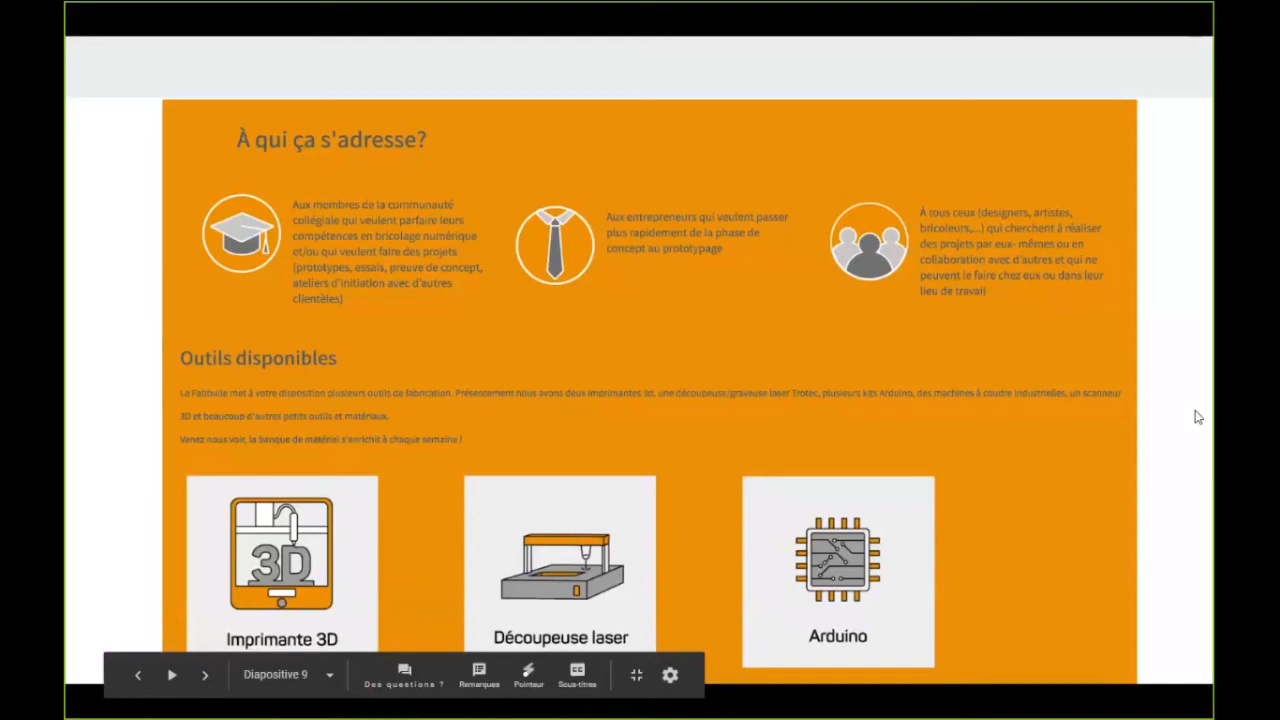 À qui ça s'adresse?
Aux membres de la communauté
collégiale qui veulent parfaire leurs
compétences en bricolage numérique
et/ou qui veulent faire des projets
(prototypes, essais, preuve de concept,
ateliers d'initiation avec d'autres
clientèles)
Aux entrepreneurs qui veulent passer
plus rapidement de la phase de
concept au prototypage
À tous ceux (designers, artistes,
bricoleurs,...) qui cherchent à réaliser
des projets par eux- mêmes ou en
collaboration avec d'autres et qui ne
peuvent le faire chez eux ou dans leur
lieu de travail
Outils disponibles
Le Fabbulle met à votre disposition plusieurs outils de fabrication. Présentement nous avons deux imprimantes 3d, une découpeuse/graveuse laser Trotec, plusieurs kits Arduino, des machines à coudre industrielles, un scanneur
3D et beaucoup d'autres petits outils et matériaux.
Venez nous voir, la banque de matériel s'enrichit à chaque semaine !
3D
Imprimante 3D
Découpeuse laser
Arduino
Diapositive 9
Des questions ?
Remarques
Pointeur
CC
Sous-titres